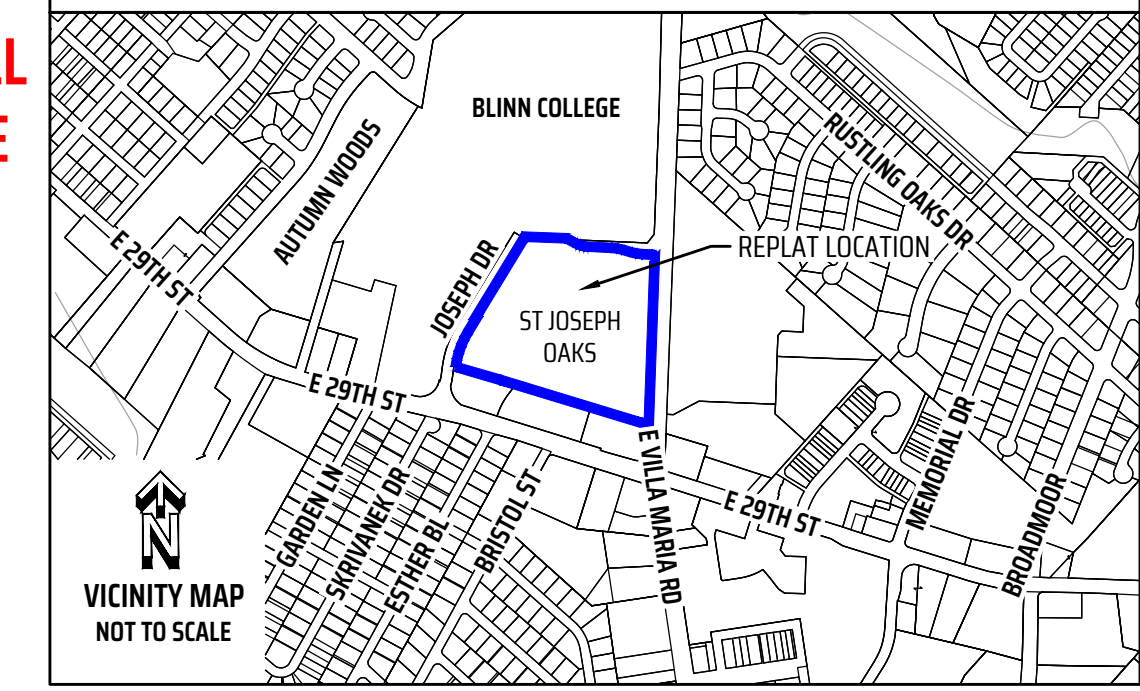 LL
E
BLINN COLLEGE
RUSTLING OAKS DR
AUTUMN WOODS
E 29TH ST
JOSEPH DR
REPLAT LOCATION
ST JOSEPH
OAKS
E 29TH ST
E VILLA MARIA RD
MEMORIAL DR
BROADMOOR
E 29TH ST
GARDEN LN
SKRIVANEK DR
ESTHER BL
BRISTOL ST
N
VICINITY MAP
NOT TO SCALE